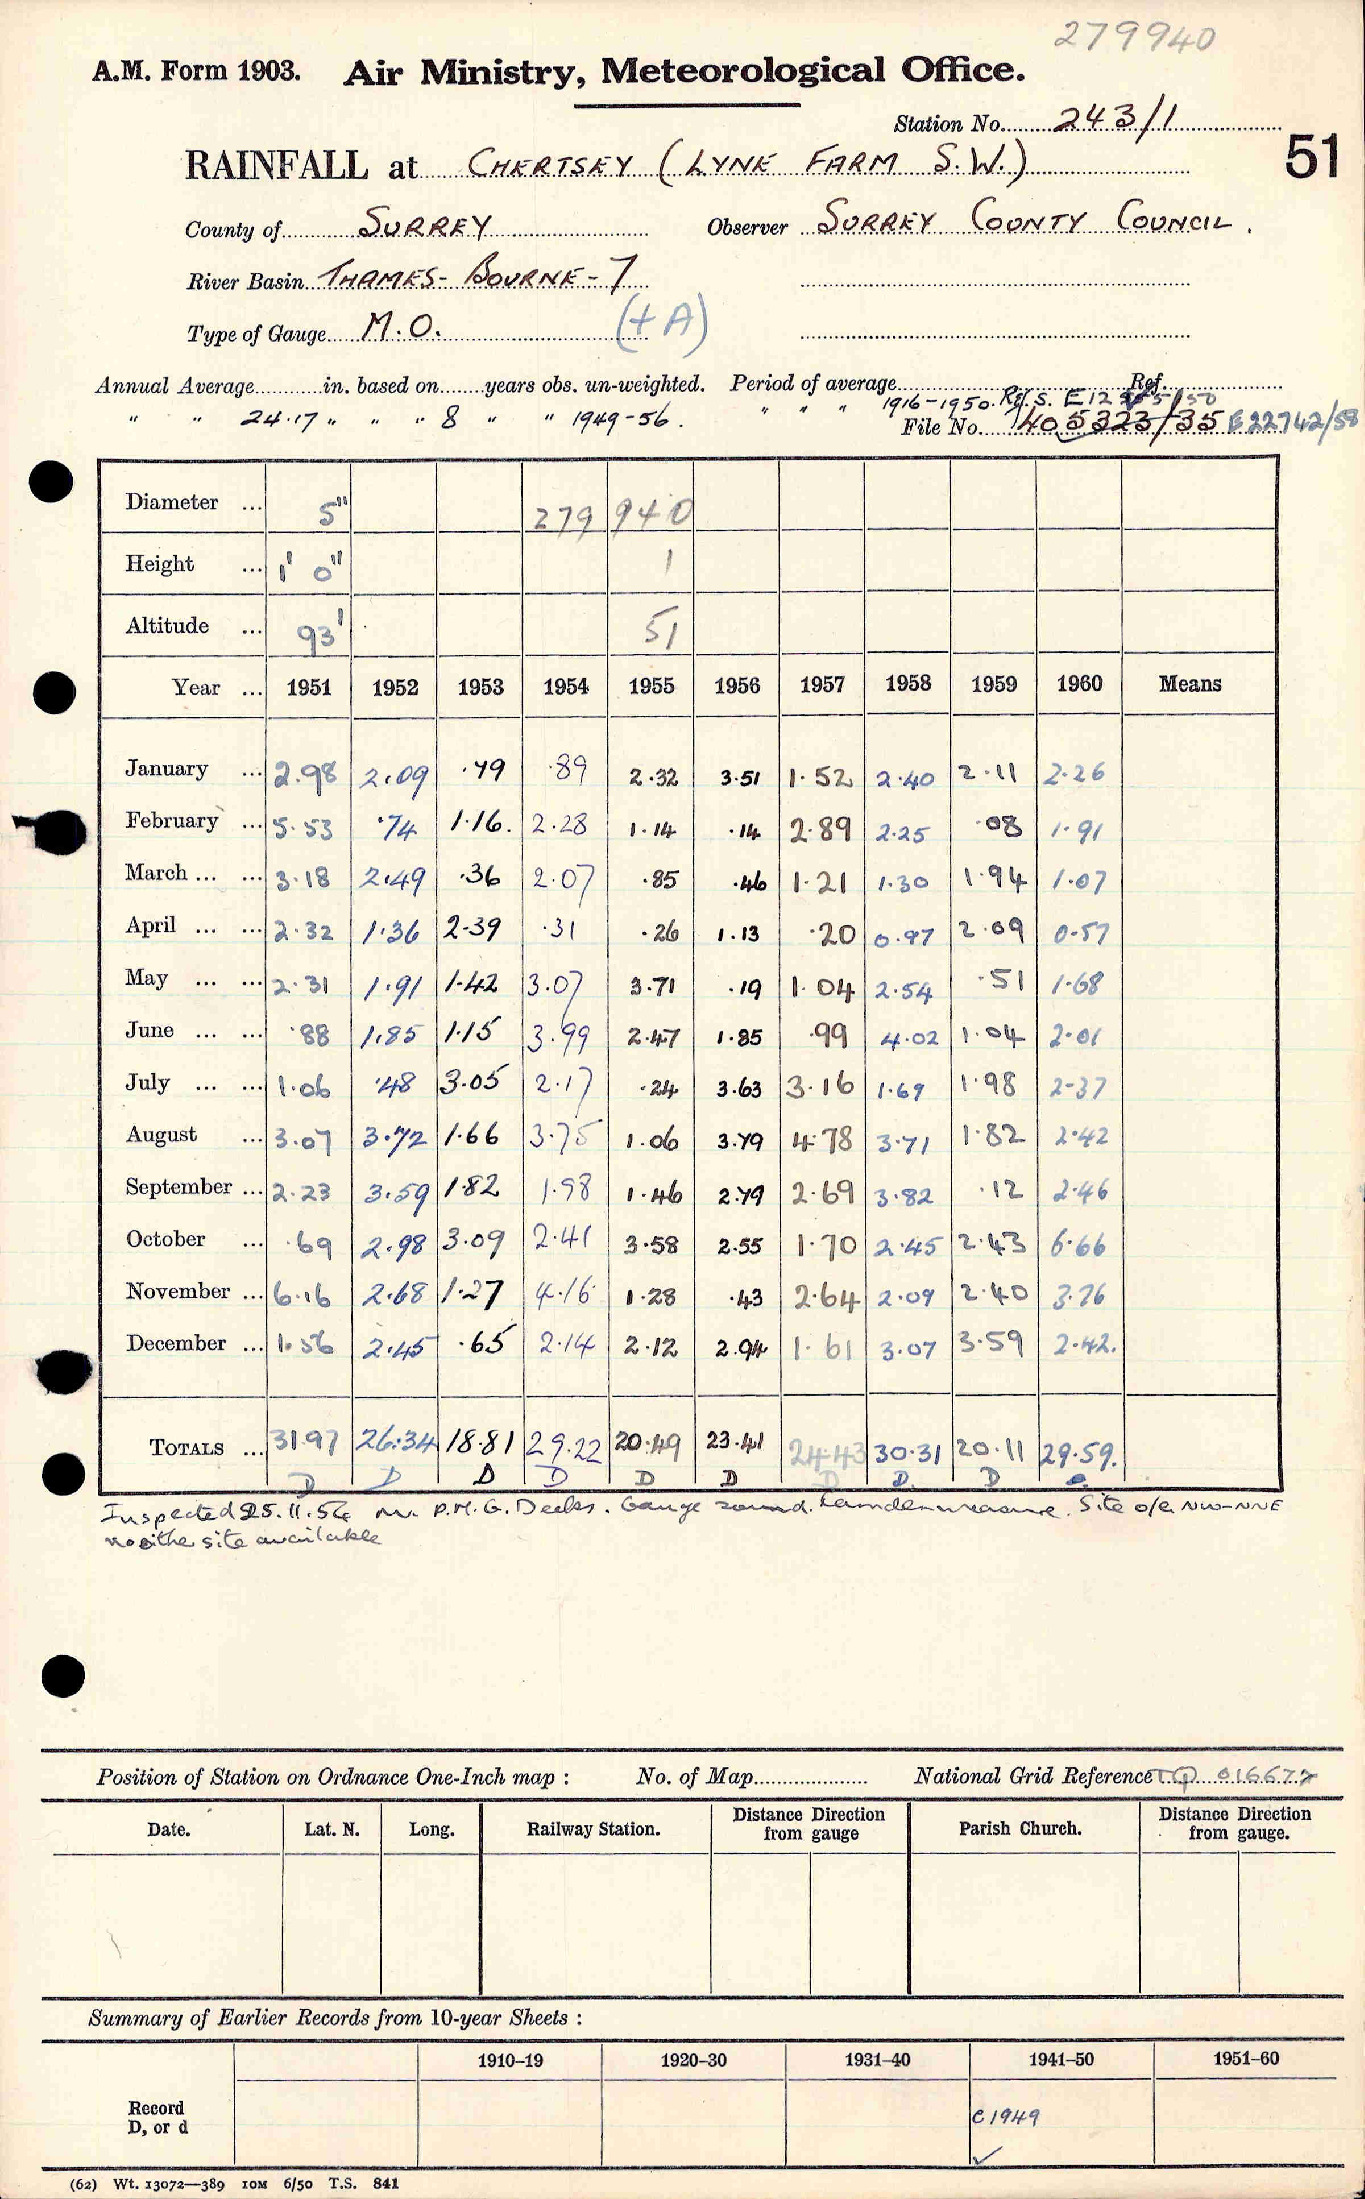 279940
A.M. Form 1903. Air Ministry, Meteorological Office.
Station No. 243/1
RAINFALL at CHERTSEY (LYNE FARM S.W.) 51
County of SURREY Observer SURREY COUNTY COUNCIL.
River Basin THAMES - BOURNE - 7
Type of Gauge M.O. (+A)
Annual Average in. based on years obs. un-weighted. Period of average Ref.
" " 24·17 " " " 8 " " 1949-56. " " " 1916-1950. Rfs. E12
File No. 405323/35 E22742/58
Diameter ... 5" 279 940
Height ... 1' 0" 1
Altitude ... 93' 51
Year ... 1951 1952 1953 1954 1955 1956 1957 1958 1959 1960 Means
January ... 2.98 2.09 ·79 ·89 2·32 3·51 1·52 2·40 2·11 2·26
February ... 5·53 ·74 1·16. 2·28 1·14 ·14 2·89 2·25 ·08 1·91
March ... ... 3·18 2·49 ·36 2·07 ·85 ·46 1·21 1·30 1·94 1·07
April ... ... 2·32 1·36 2·39 ·31 ·26 1·13 ·20 0·97 2·09 0·57
May ... ... 2·31 1·91 1·42 3·07 3·71 ·19 1·04 2·54 ·51 1·68
June ... ... ·88 1·85 1·15 3·99 2·47 1·85 ·99 4·02 1·04 2·01
July ... ... 1·06 ·48 3·05 2·17 ·24 3·63 3·16 1·69 1·98 2·37
August ... 3·07 3·72 1·66 3·75 1·06 3·79 4·78 3·71 1·82 2·42
September ... 2·23 3·59 1·82 1·98 1·46 2·79 2·69 3·82 ·12 2·46
October ... ·69 2·98 3·09 2·41 3·58 2·55 1·70 2·45 2·43 6·66
November ... 6·16 2·68 1·27 4·16 1·28 ·43 2·64 2·09 2·40 3·76
December ... 1·56 2·45 ·65 2·14 2·12 2·94 1·61 3·07 3·59 2·42.
TOTALS ... 31·97 26·34 18·81 29·22 20·49 23·41 24·43 30·31 20·11 29·59.
D D D D D D D D. D e.
Inspected 25.11.54 Mr. P.M.G. Deeks. Gauge sound. Camden measure. Site o/e NW-NNE
no other site available
Position of Station on Ordnance One-Inch map : No. of Map National Grid Reference TQ 016677
Date. Lat. N. Long. Railway Station. Distance Direction from gauge Parish Church. Distance Direction from gauge.
Summary of Earlier Records from 10-year Sheets :
1910–19 1920–30 1931–40 1941–50 1951–60
Record
D, or d
c 1949
(62) Wt. 13072—389 10M 6/50 T.S. 841